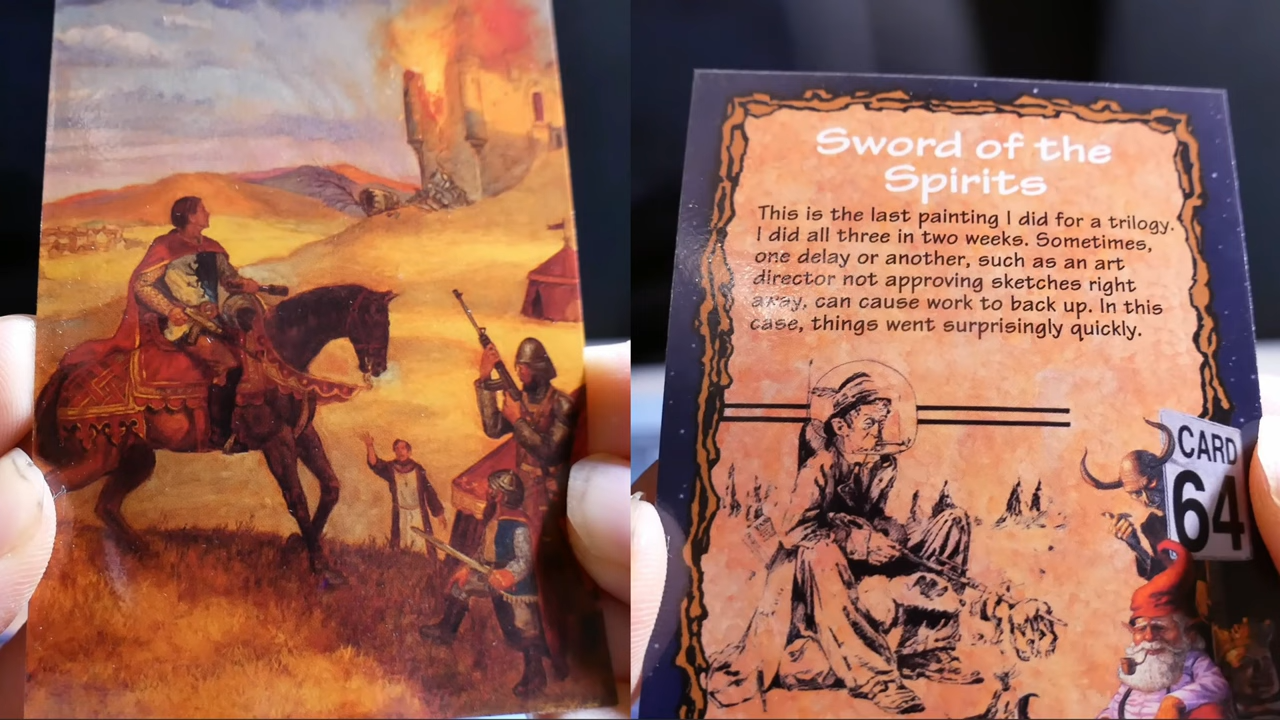 Sword of the
Spirits
This is the last painting I did for a trilogy.
I did all three in two weeks. Sometimes,
one delay or another, such as an art
director not approving sketches right
away, can cause work to back up. In this
case, things went surprisingly quickly.
CARD
64